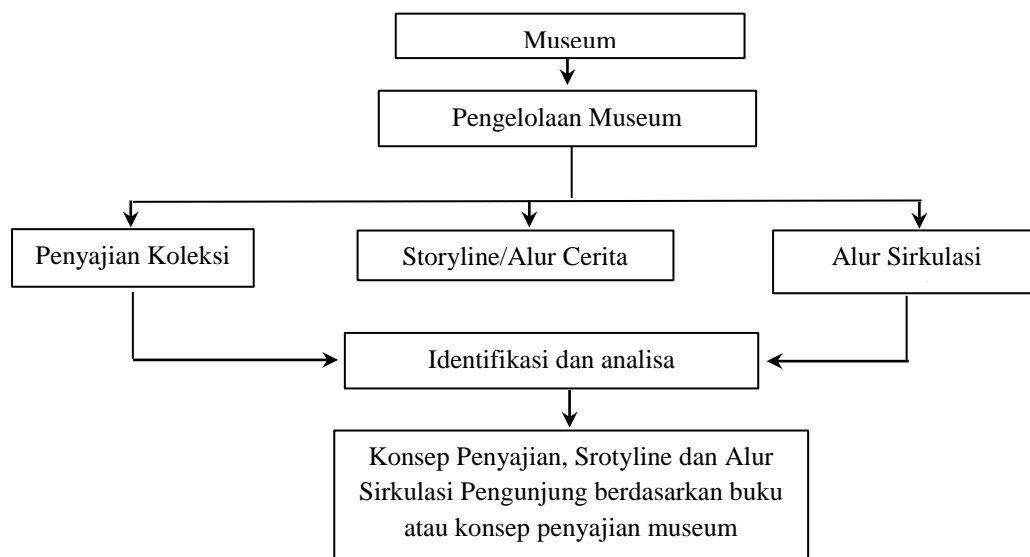 Museum
Pengelolaan Museum
Penyajian Koleksi
Storyline/Alur Cerita
Alur Sirkulasi
Identifikasi dan analisa
Konsep Penyajian, Srotyline dan Alur
Sirkulasi Pengunjung berdasarkan buku
atau konsep penyajian museum